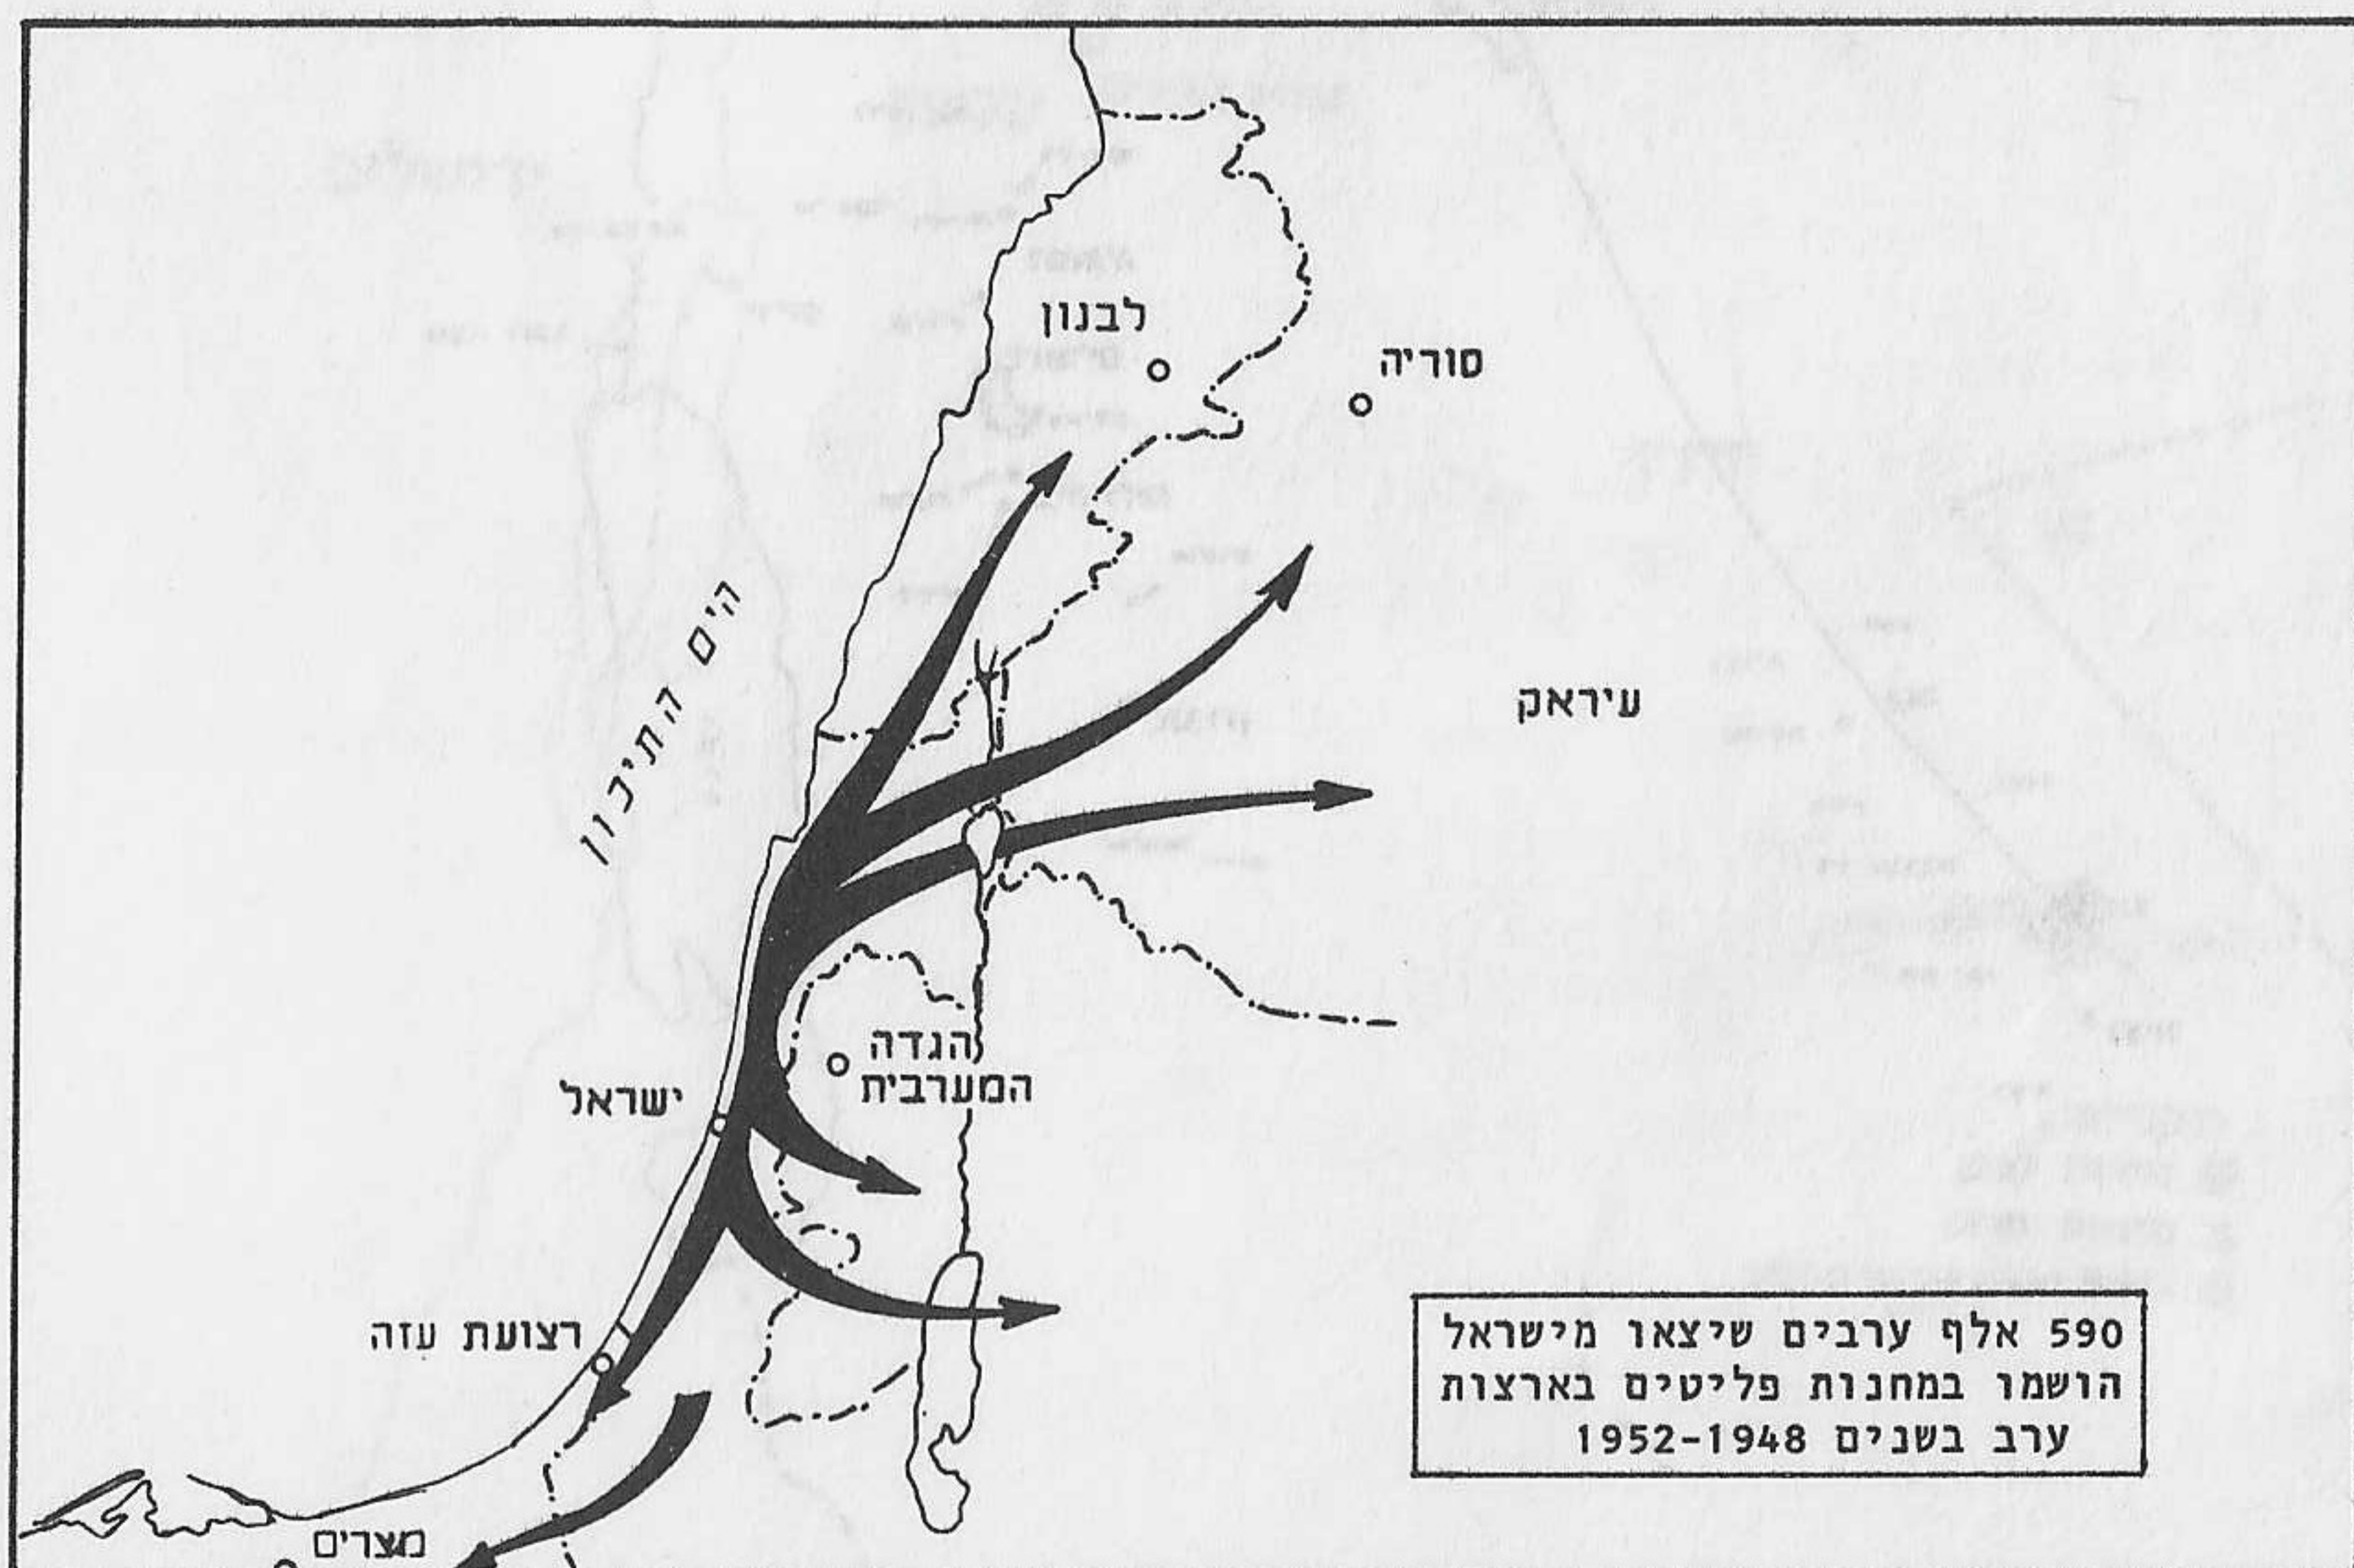 לבנון
סוריה
הים התיכון
עיראק
הגדה
המערבית
ישראל
רצועת עזה
590 אלף ערבים שיצאו מישראל
הושמו במחנות פליטים בארצות
ערב בשנים 1952-1948
מצרים